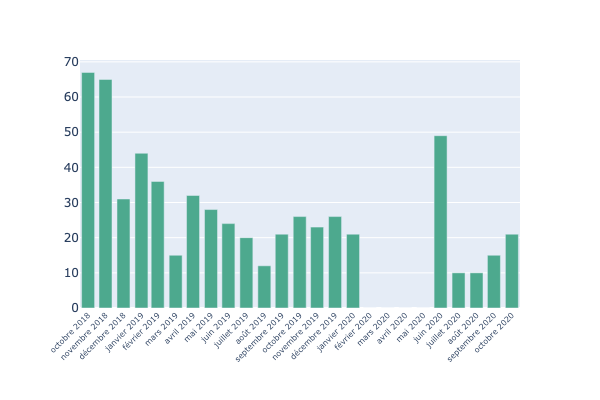 70
60
50
40
30
20
10
0
octobre 2018
novembre 2018
décembre 2018
janvier 2019
février 2019
mars 2019
avril 2019
mai 2019
juin 2019
juillet 2019
août 2019
septembre 2019
octobre 2019
novembre 2019
décembre 2019
janvier 2020
février 2020
mars 2020
avril 2020
mai 2020
juin 2020
juillet 2020
août 2020
septembre 2020
octobre 2020